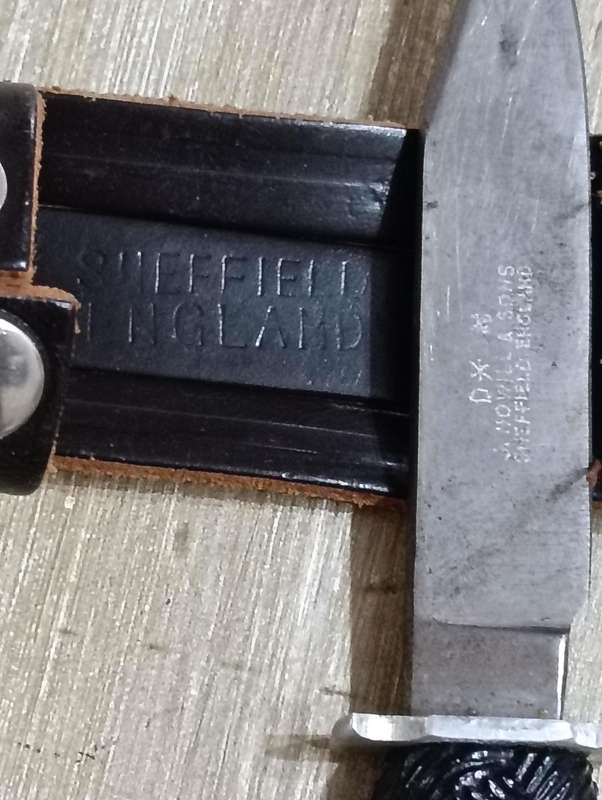 SHEFFIELD
ENGLAND
D * *
J. NOWILL & SONS
SHEFFIELD ENGLAND